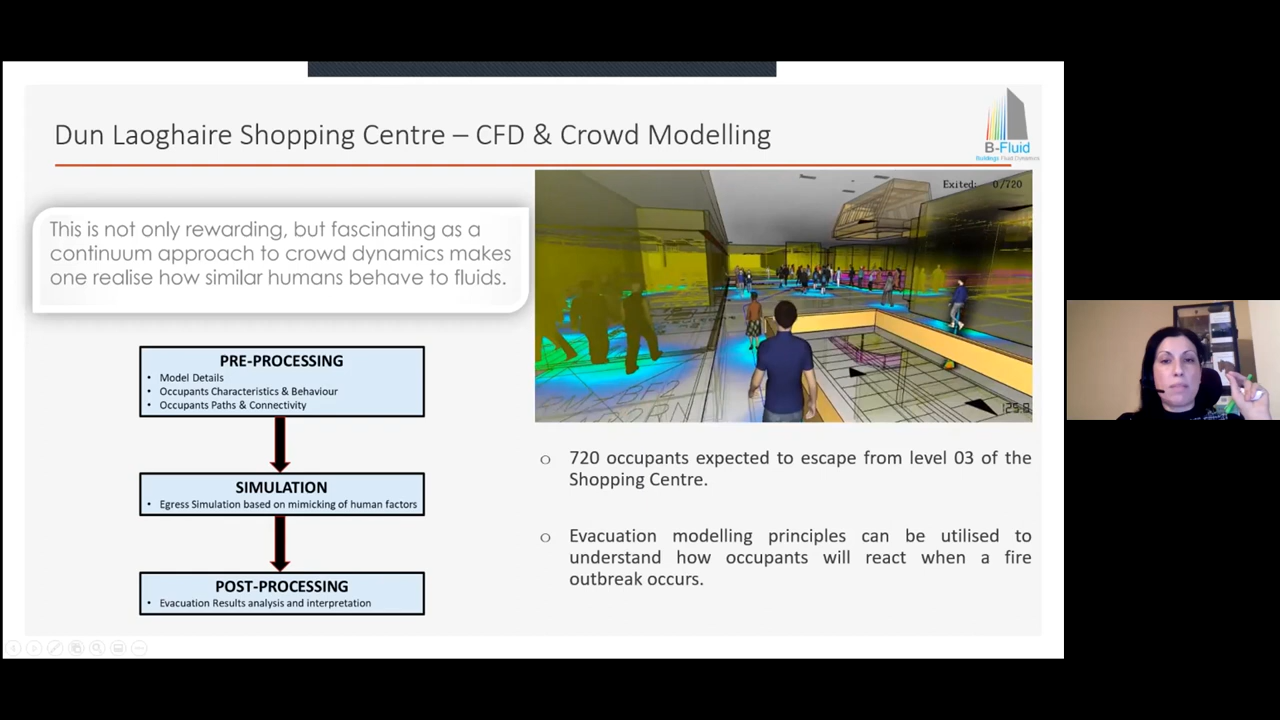 Dun Laoghaire Shopping Centre – CFD & Crowd Modelling
B-Fluid
Buildings Fluid Dynamics
This is not only rewarding, but fascinating as a
continuum approach to crowd dynamics makes
one realise how similar humans behave to fluids.
PRE-PROCESSING
• Model Details
• Occupants Characteristics & Behaviour
• Occupants Paths & Connectivity
SIMULATION
• Egress Simulation based on mimicking of human factors
POST-PROCESSING
• Evacuation Results analysis and interpretation
Exited: 0/720
○ 720 occupants expected to escape from level 03 of the
Shopping Centre.
○ Evacuation modelling principles can be utilised to
understand how occupants will react when a fire
outbreak occurs.